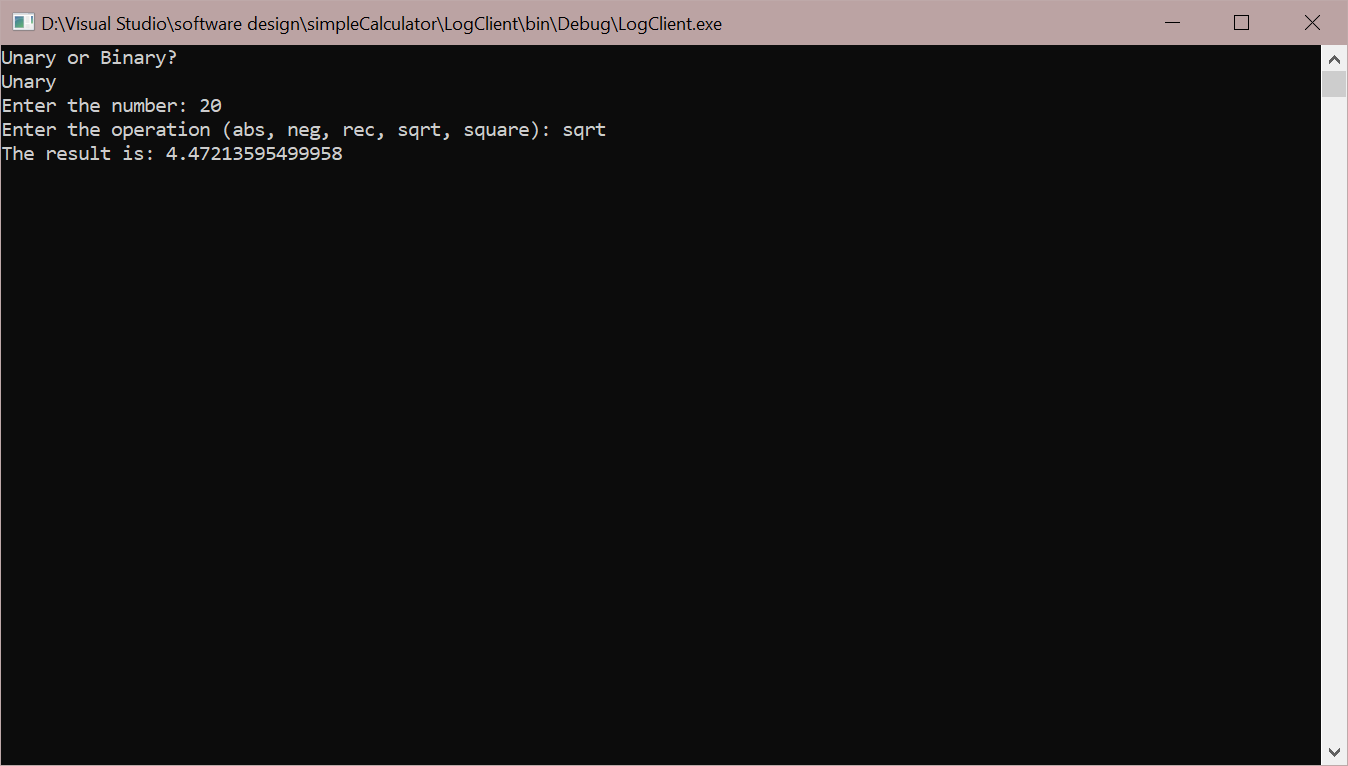 D:\Visual Studio\software design\simpleCalculator\LogClient\bin\Debug\LogClient.exe
Unary or Binary?
Unary
Enter the number: 20
Enter the operation (abs, neg, rec, sqrt, square): sqrt
The result is: 4.47213595499958